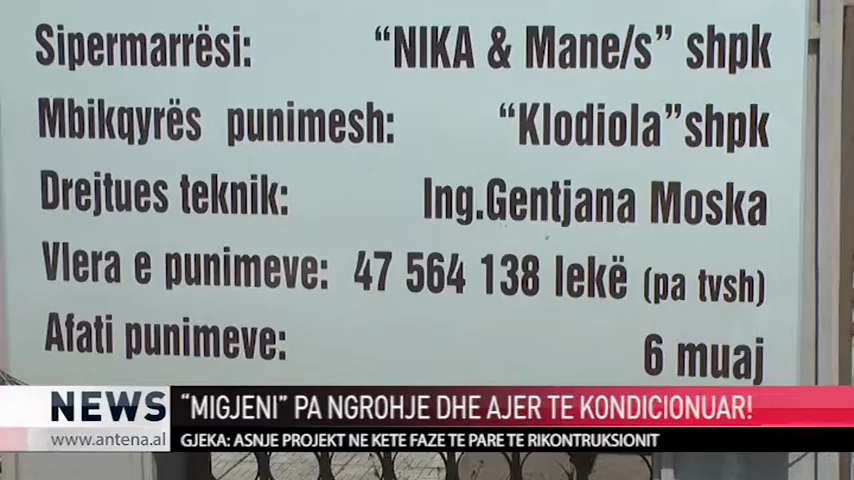 Sipermarrësi: “NIKA & Mane/s” shpk
Mbikqyrës punimesh: “Klodiola”shpk
Drejtues teknik: Ing.Gentjana Moska
Vlera e punimeve: 47 564 138 lekë (pa tvsh)
Afati punimeve: 6 muaj
NEWS “MIGJENI” PA NGROHJE DHE AJER TE KONDICIONUAR!
www.antena.al GJEKA: ASNJE PROJEKT NE KETE FAZE TE PARE TE RIKONTRUKSIONIT